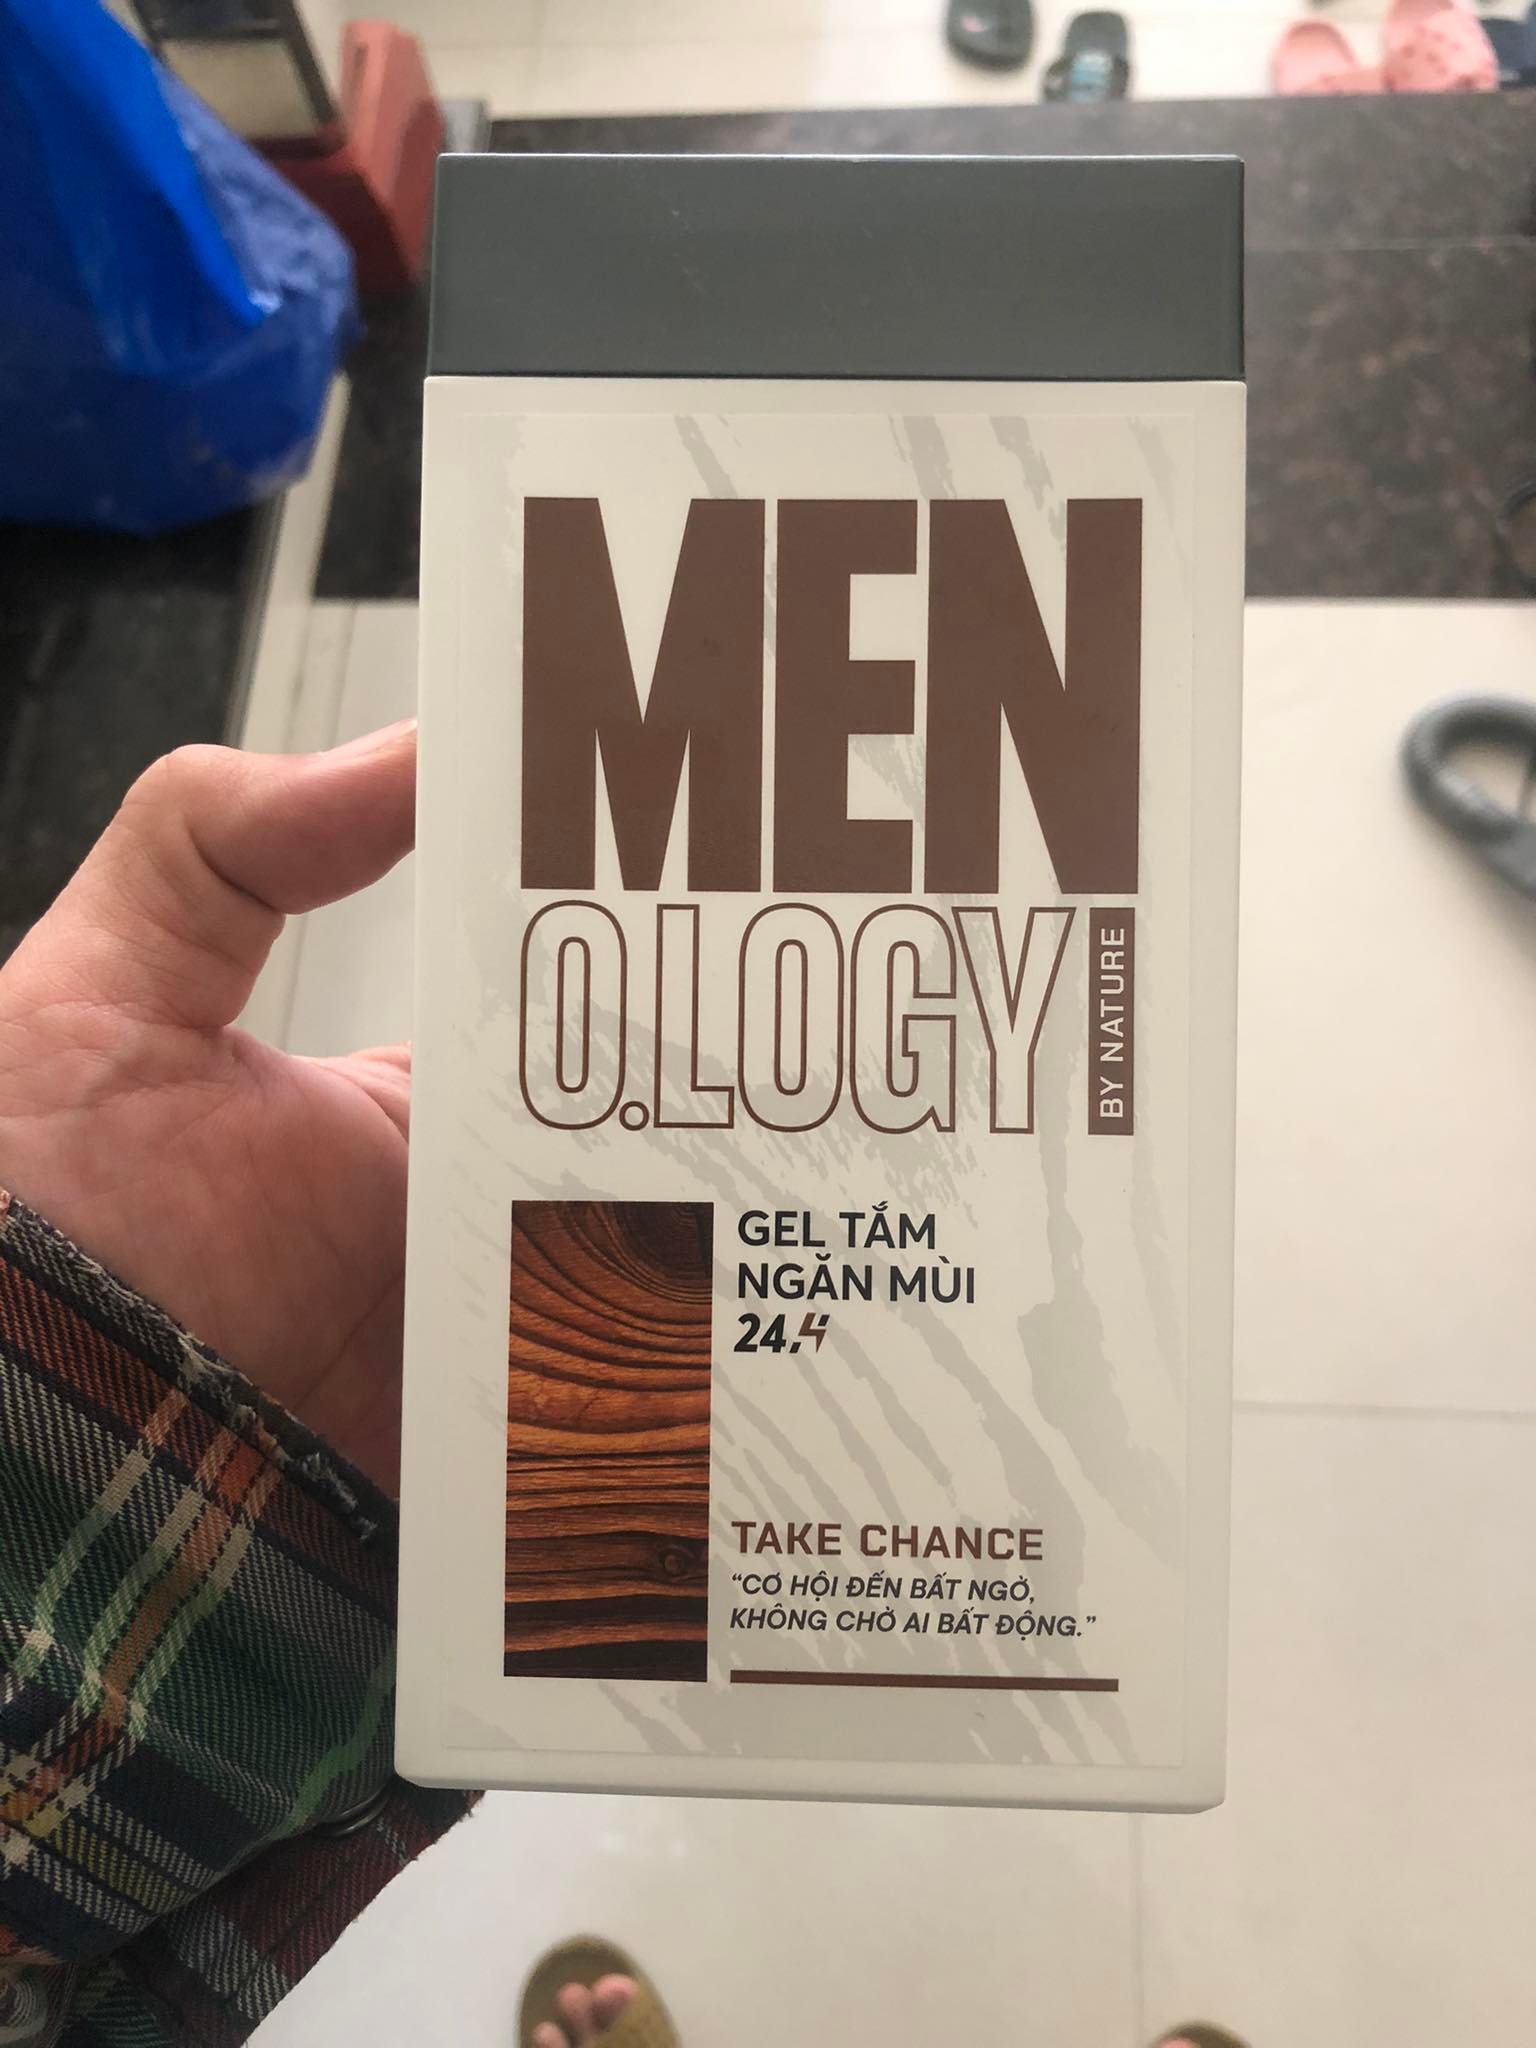 MEN
O.LOGY
BY NATURE
GEL TẮM
NGĂN MÙI
24,4
TAKE CHANCE
“CƠ HỘI ĐẾN BẤT NGỜ,
KHÔNG CHỜ AI BẤT ĐỘNG.”